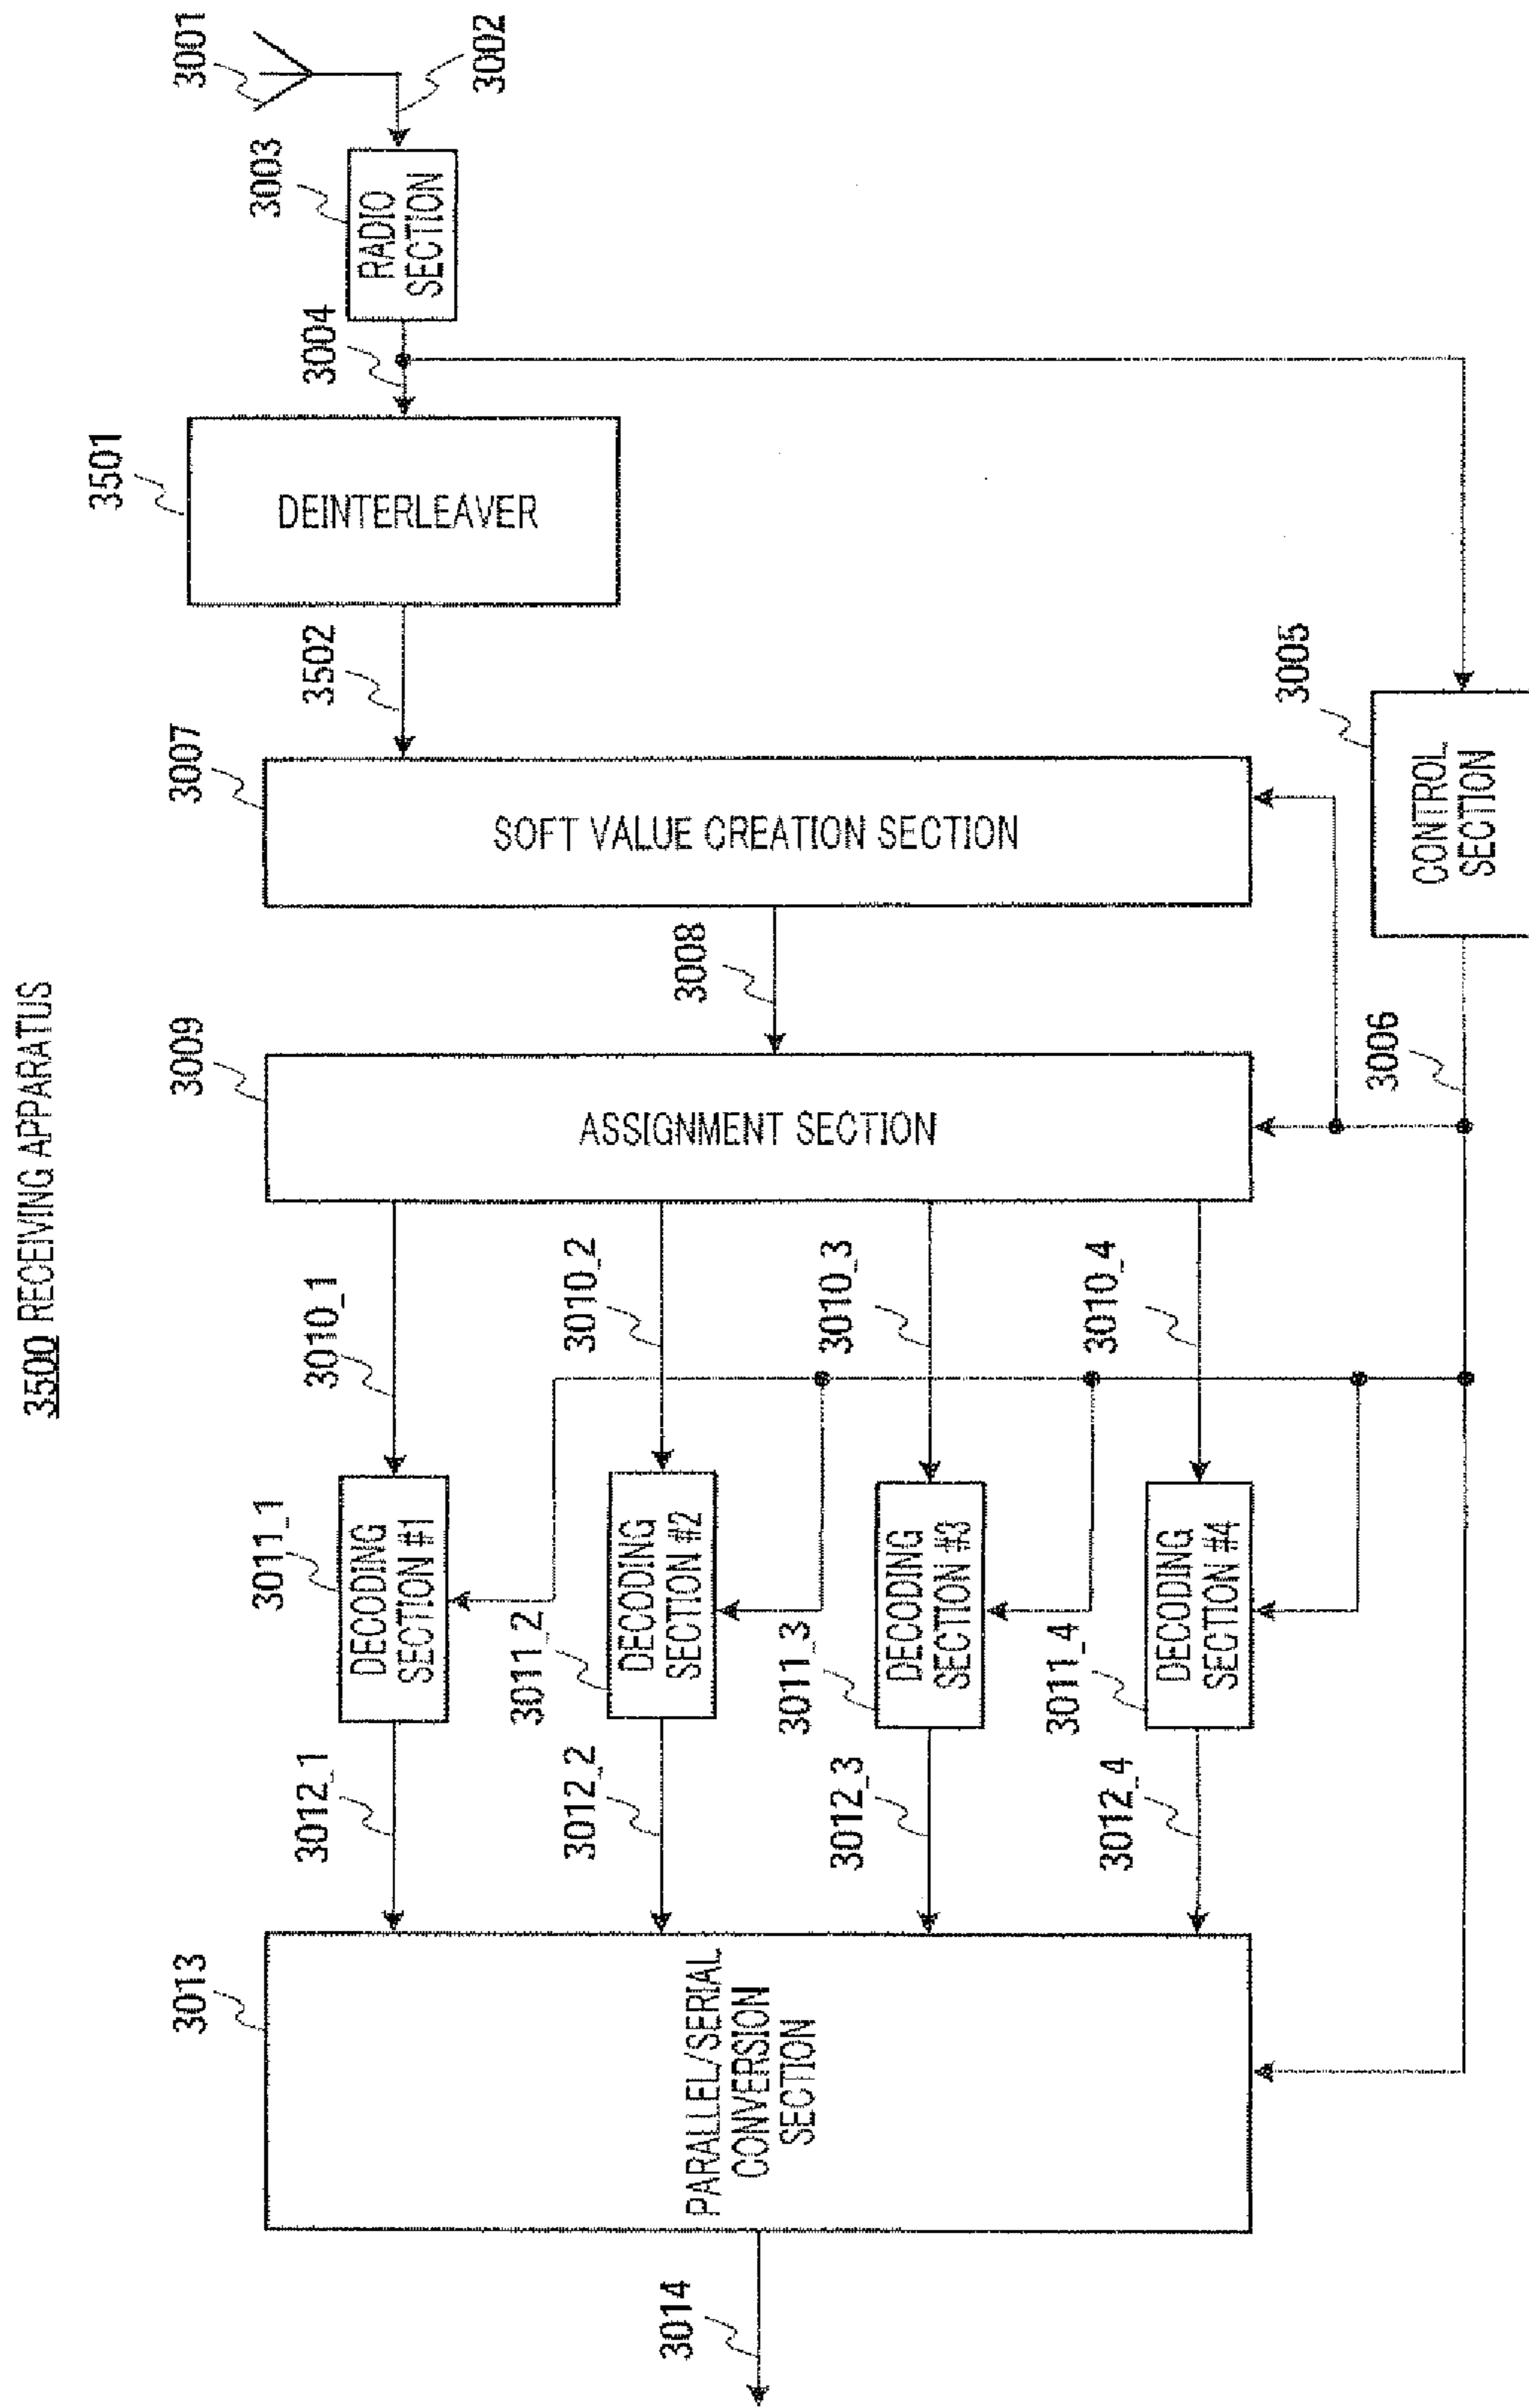 3500 RECEIVING APPARATUS
3001
3002
3003
RADIO
SECTION
3004
3501
DEINTERLEAVER
3502
3007
SOFT VALUE CREATION SECTION
3005
CONTROL
SECTION
3008
3006
3009
ASSIGNMENT SECTION
3010_1
3010_2
3010_3
3010_4
3011_1
DECODING
SECTION #1
3011_2
DECODING
SECTION #2
3011_3
DECODING
SECTION #3
3011_4
DECODING
SECTION #4
3012_1
3012_2
3012_3
3012_4
3013
PARALLEL/SERIAL
CONVERSION
SECTION
3014